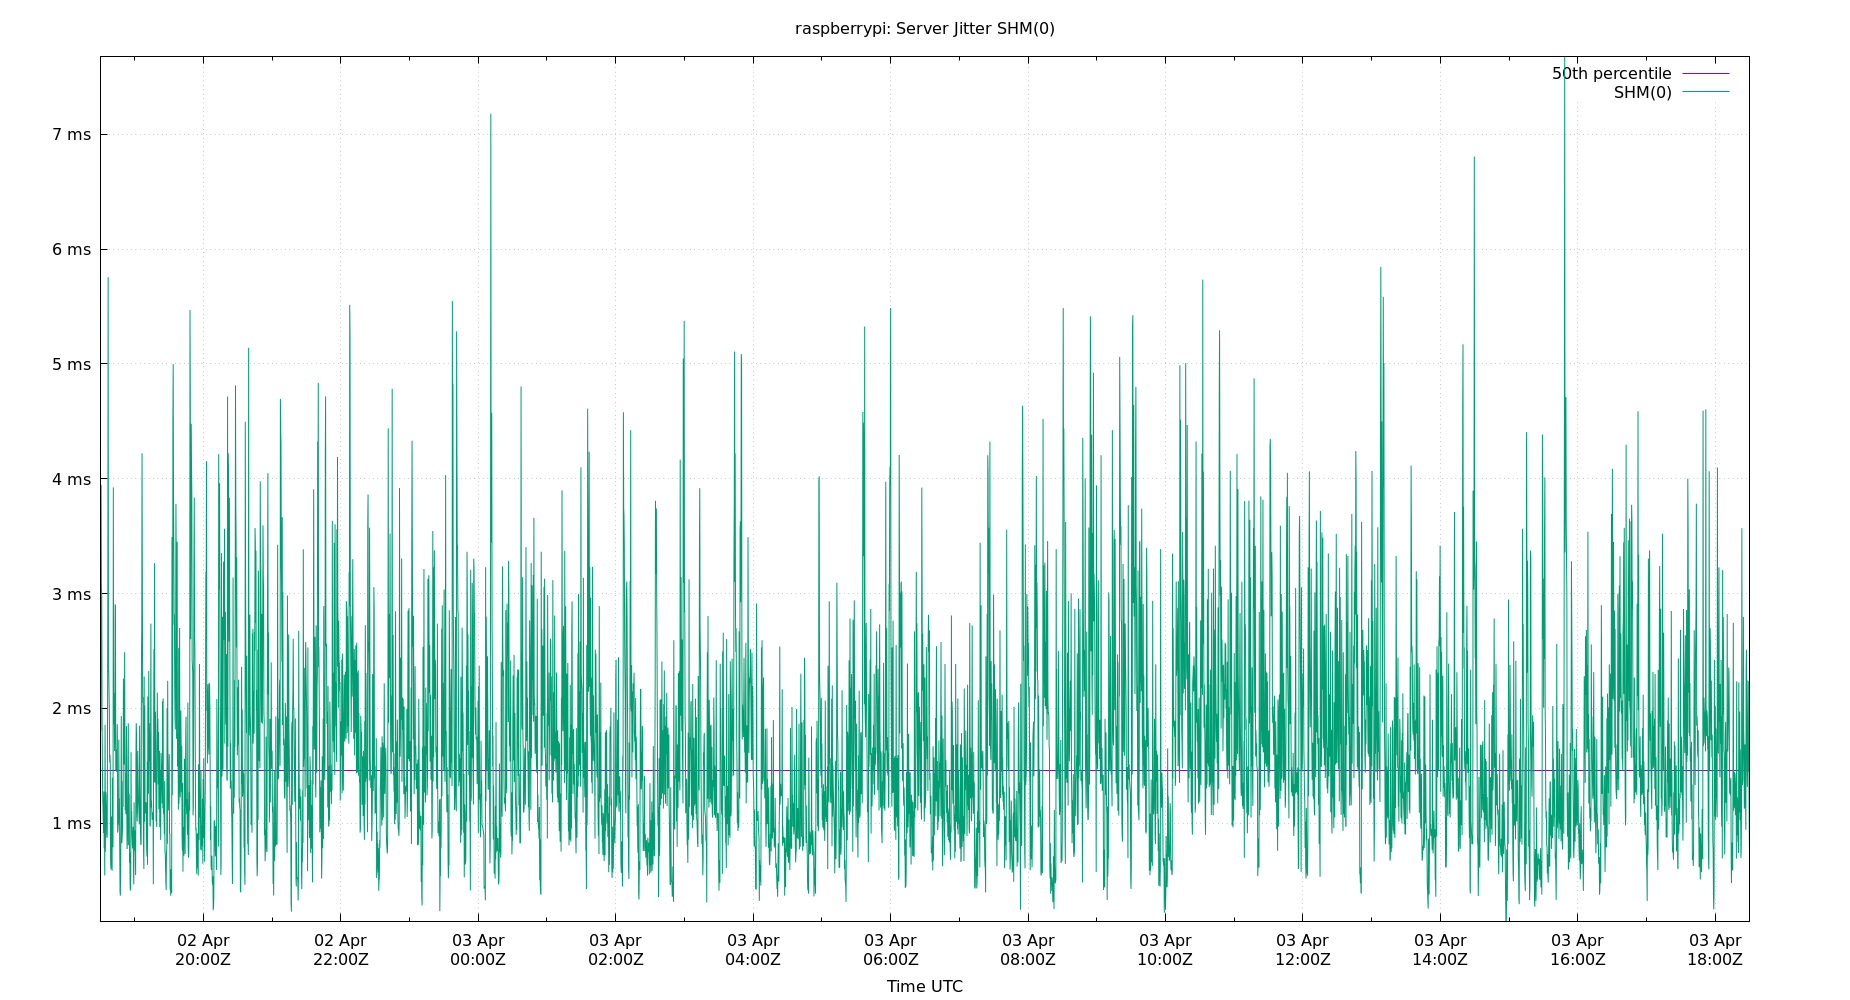 raspberrypi: Server Jitter SHM(0)
50th percentile
SHM(0)
7 ms
6 ms
5 ms
4 ms
3 ms
2 ms
1 ms
02 Apr 02 Apr 03 Apr 03 Apr 03 Apr 03 Apr 03 Apr 03 Apr 03 Apr 03 Apr 03 Apr 03 Apr
20:00Z 22:00Z 00:00Z 02:00Z 04:00Z 06:00Z 08:00Z 10:00Z 12:00Z 14:00Z 16:00Z 18:00Z
Time UTC